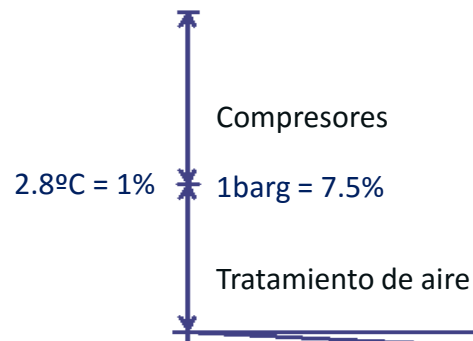 Compresores
2.8ºC = 1% 1barg = 7.5%
Tratamiento de aire